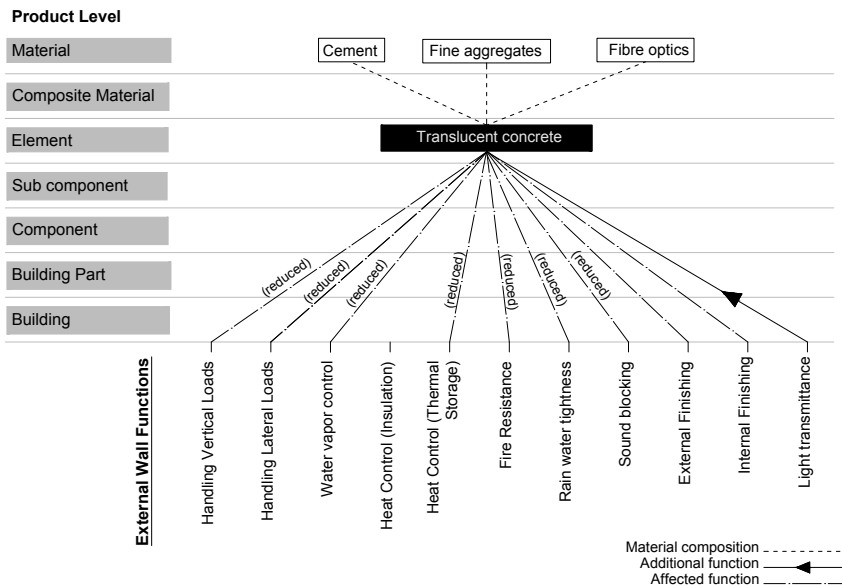 Product Level
Material
Cement
Fine aggregates
Fibre optics
Composite Material
Element
Translucent concrete
Sub component
Component
Building Part
Building
(reduced)
(reduced)
(reduced)
(reduced)
(reduced)
(reduced)
(reduced)
External Wall Functions
Handling Vertical Loads
Handling Lateral Loads
Water vapor control
Heat Control (Insulation)
Heat Control (Thermal
Storage)
Fire Resistance
Rain water tightness
Sound blocking
External Finishing
Internal Finishing
Light transmittance
Material composition
Additional function
Affected function